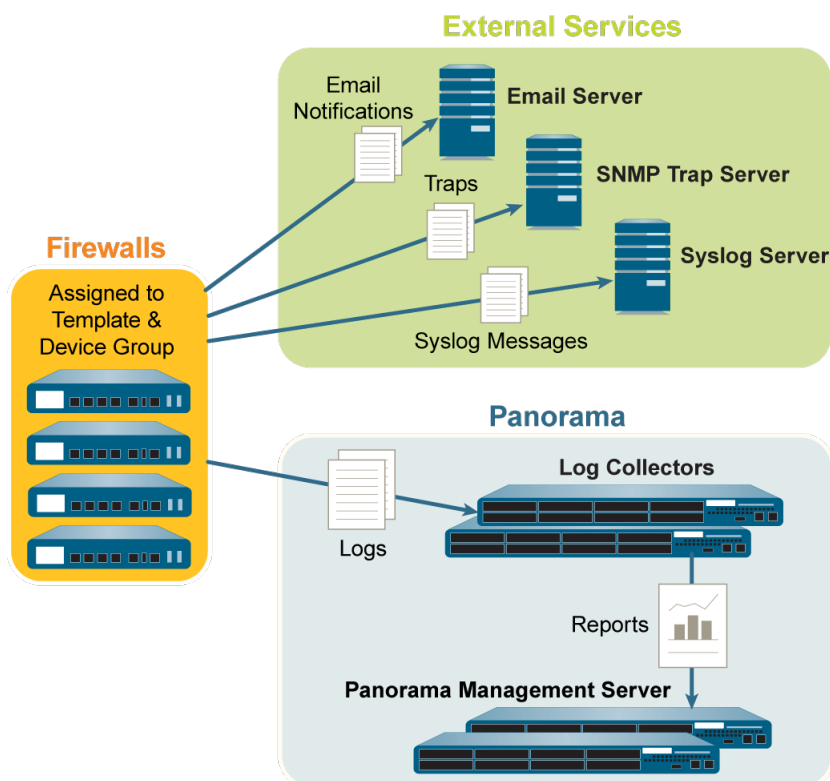 External Services
Email
Notifications
Email Server
Traps
SNMP Trap Server
Syslog Server
Syslog Messages
Firewalls
Assigned to
Template &
Device Group
Panorama
Log Collectors
Logs
Reports
Panorama Management Server